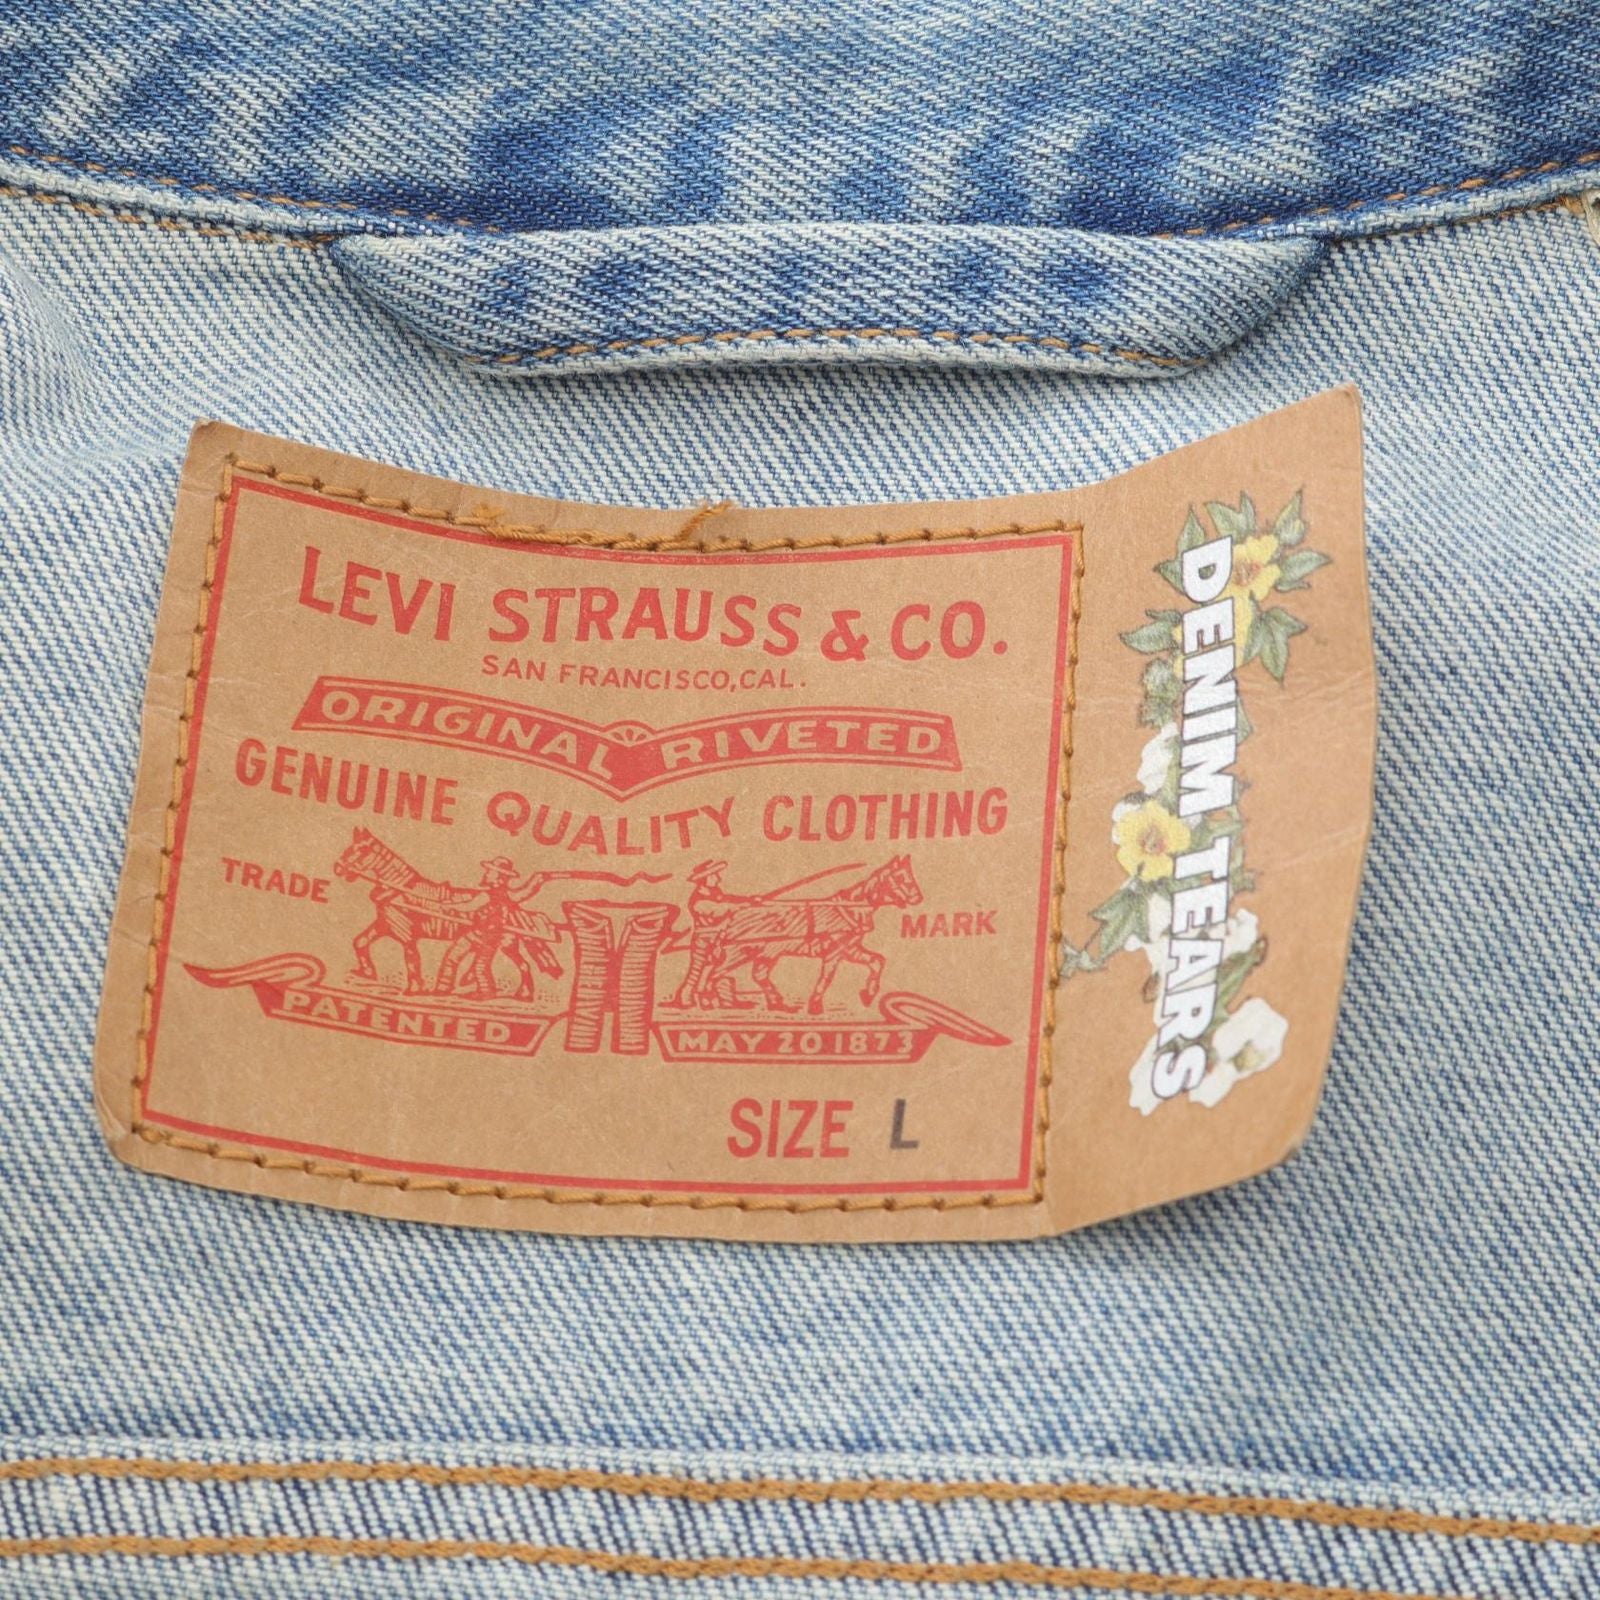 LEVI STRAUSS & CO.
SAN FRANCISCO, CAL.
ORIGINAL RIVETED
GENUINE QUALITY CLOTHING
TRADE MARK
PATENTED MAY 20 1873
SIZE L
DENIM TEARS